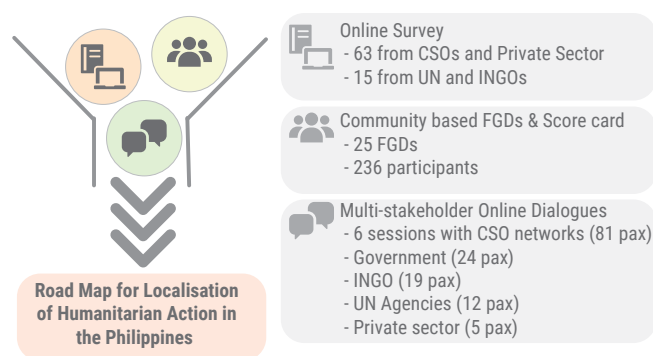 Online Survey
- 63 from CSOs and Private Sector
- 15 from UN and INGOs
Community based FGDs & Score card
- 25 FGDs
- 236 participants
Multi-stakeholder Online Dialogues
- 6 sessions with CSO networks (81 pax)
- Government (24 pax)
- INGO (19 pax)
- UN Agencies (12 pax)
- Private sector (5 pax)
Road Map for Localisation
of Humanitarian Action in
the Philippines